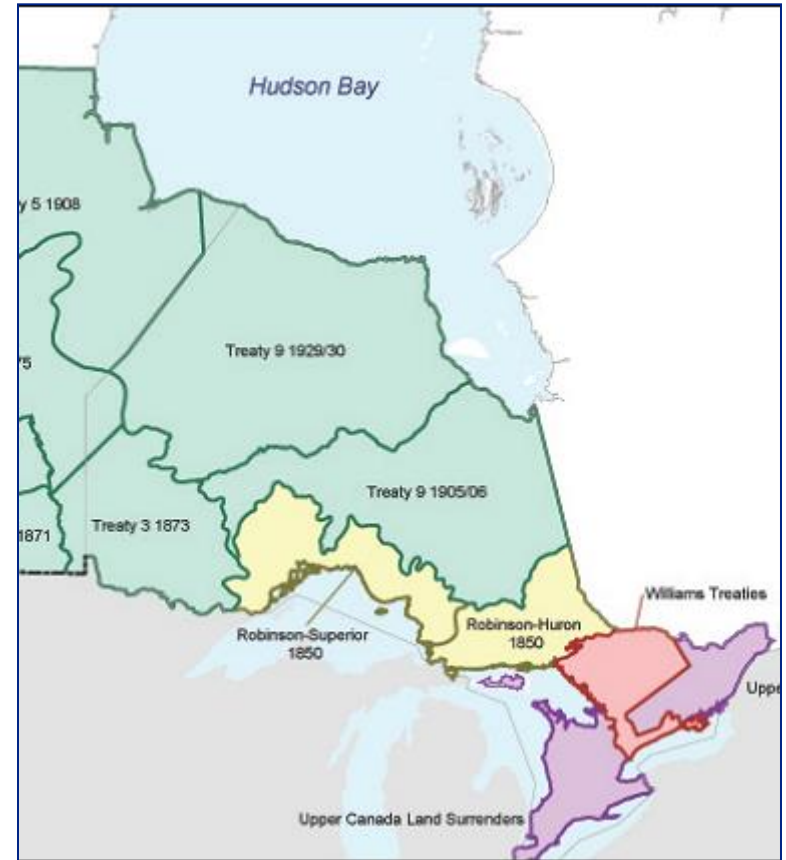 Hudson Bay
y 5 1908
Treaty 9 1929/30
'5
Treaty 9 1905/06
Treaty 3 1873
1871
Williams Treaties
Robinson-Huron
1850
Robinson-Superior
1850
Uppe
Upper Canada Land Surrenders